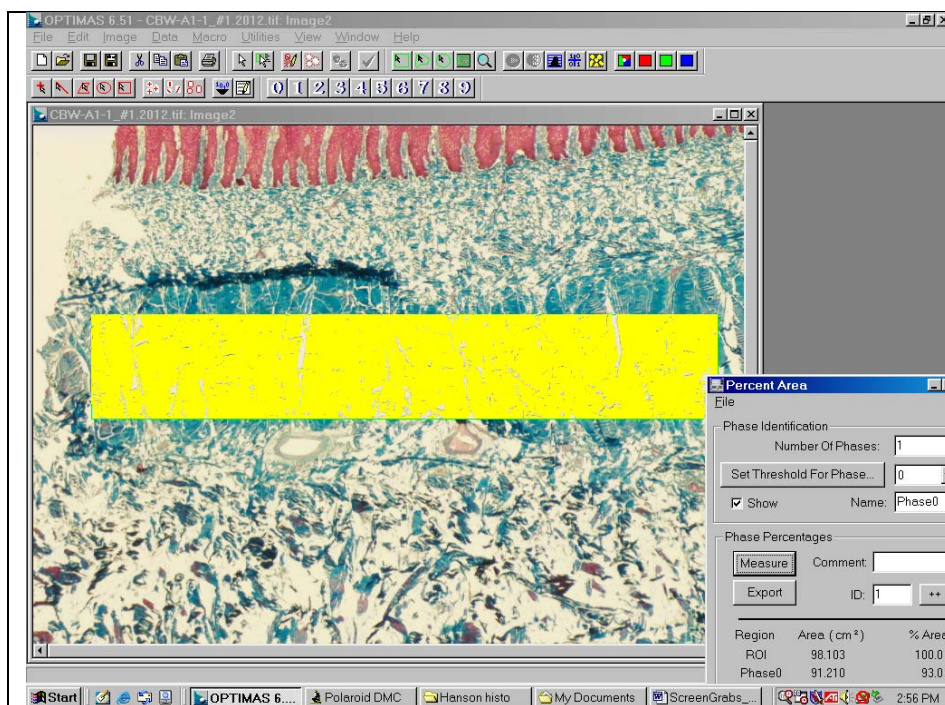 OPTIMAS 6.51 - CBW-A1-1_#1.2012.tif: Image2
File Edit Image Data Macro Utilities View Window Help
0 1 2 3 4 5 6 7 8 9
CBW-A1-1_#1.2012.tif: Image2
Percent Area
File
Phase Identification
Number Of Phases: 1
Set Threshold For Phase... 0
Show Name: Phase0
Phase Percentages
Measure Comment:
Export ID: 1 ++
Region Area (cm²) % Area
ROI 98.103 100.0
Phase0 91.210 93.0
Start OPTIMAS 6.... Polaroid DMC Hanson histo My Documents ScreenGrabs_... 2:56 PM